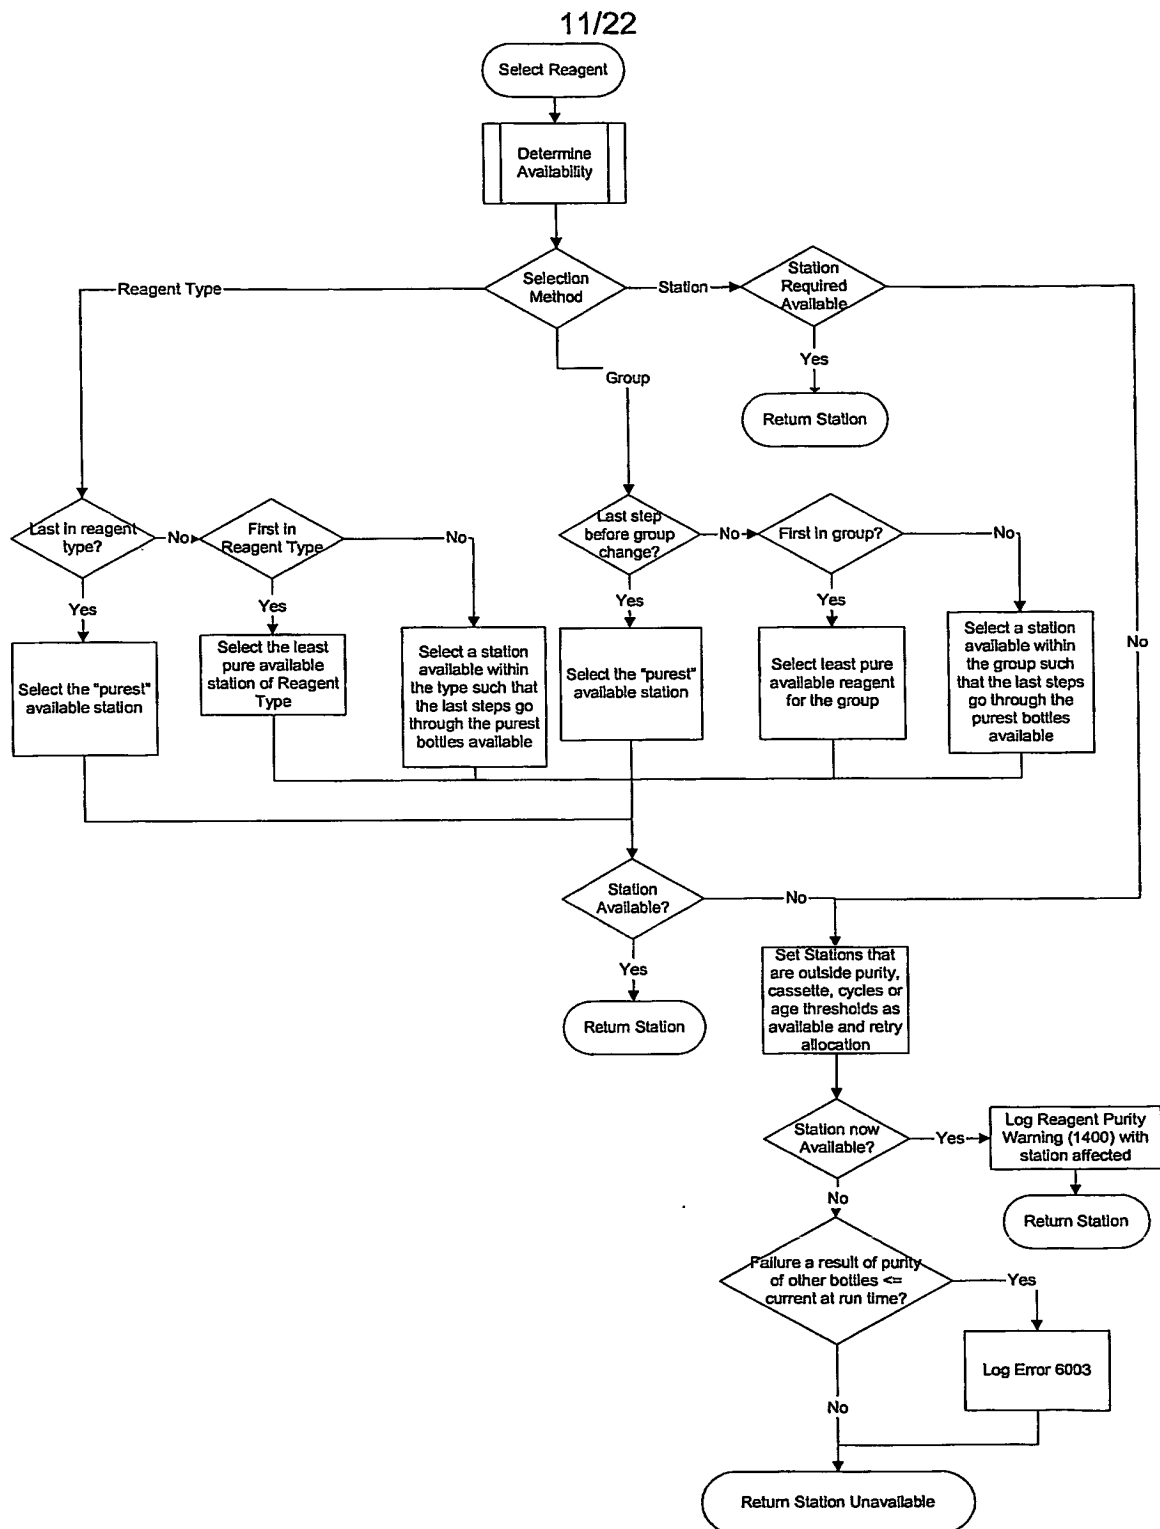 11/22
Select Reagent
Determine
Availability
Selection
Method
Reagent Type
Station
Station
Required
Available
Yes
Group
Return Station
Last in reagent
type?
No
First in
Reagent Type
No
Last step
before group
change?
No
First in group?
No
Yes
Yes
Yes
Yes
No
Select the "purest"
available station
Select the least
pure available
station of Reagent
Type
Select a station
available within
the type such that
the last steps go
through the purest
bottles available
Select the "purest"
available station
Select least pure
available reagent
for the group
Select a station
available within
the group such
that the last steps
go through the
purest bottles
available
Station
Available?
No
Yes
Return Station
Set Stations that
are outside purity,
cassette, cycles or
age thresholds as
available and retry
allocation
Station now
Available?
Yes
Log Reagent Purity
Warning (1400) with
station affected
No
Return Station
Failure a result of purity
of other bottles <=
current at run time?
Yes
Log Error 6003
No
Return Station Unavailable